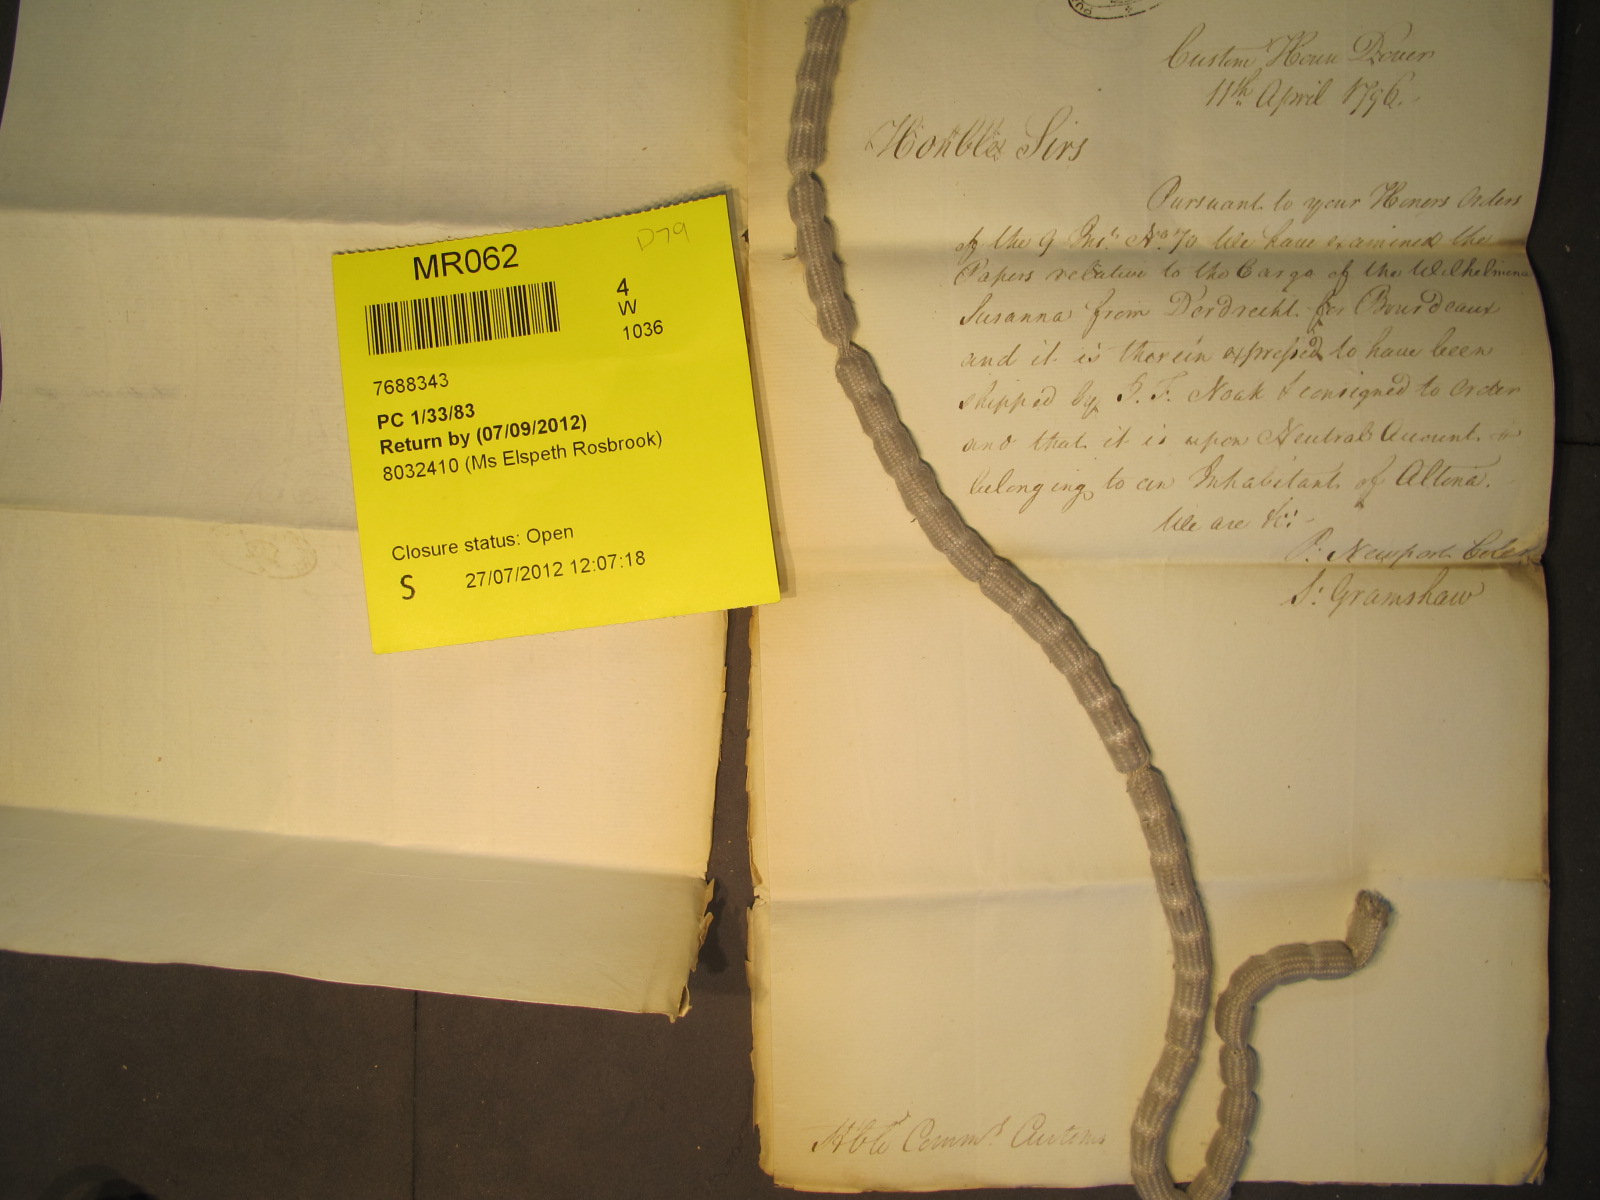 MR062
D79
4
W
1036
7688343
PC 1/33/83
Return by (07/09/2012)
8032410 (Ms Elspeth Rosbrook)
Closure status: Open
S 27/07/2012 12:07:18
Custom House Dover
11th April 1796.
Honble Sirs
Pursuant to your Honors Orders
of the 9 Inst. No. 70 We have examined the
Papers relative to the Cargo of the Wilhelmina
Susanna from Dordrecht for Bourdeaux
and it is therein expressed to have been
shipped by F. Noak & consigned to Order
and that it is upon Neutral Account &
belonging to an Inhabitant of Altona.
We are &c:
P: Newport Coll
S: Gramshaw
Hble Commrs Customs